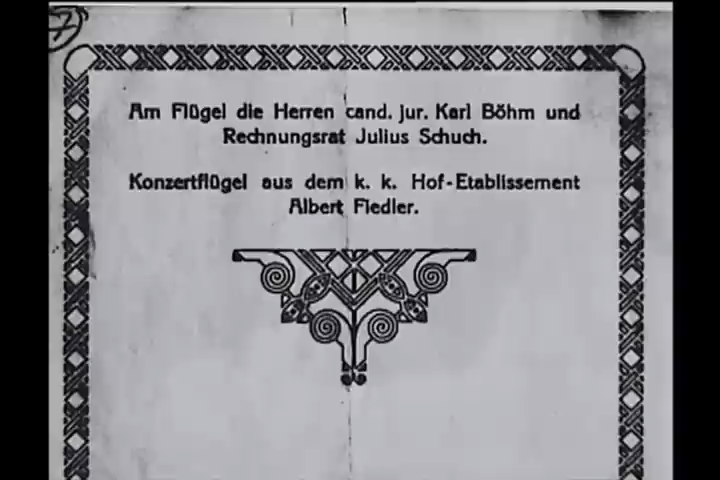 7
Am Flügel die Herren cand. jur. Karl Böhm und
Rechnungsrat Julius Schuch.
Konzertflügel aus dem k. k. Hof-Etablissement
Albert Fiedler.